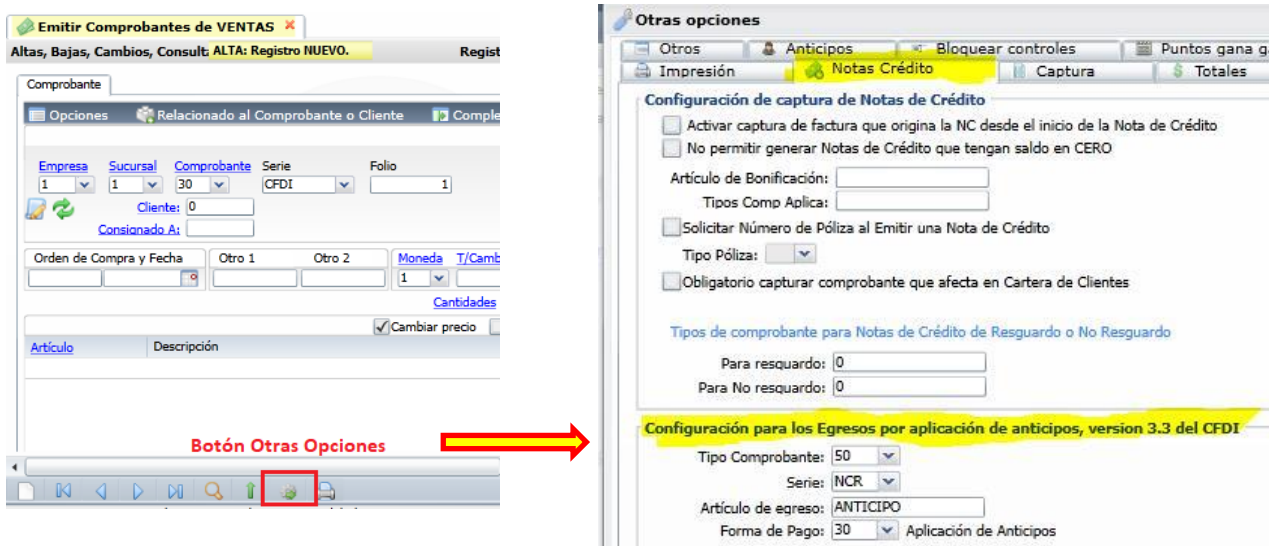 Emitir Comprobantes de VENTAS
Altas, Bajas, Cambios, Consult: ALTA: Registro NUEVO. Regist
Comprobante
Opciones Relacionado al Comprobante o Cliente Comple
Empresa Sucursal Comprobante Serie Folio
1 1 30 CFDI 1
Cliente: 0
Consignado A:
Orden de Compra y Fecha Otro 1 Otro 2 Moneda T/Camb
1
Cantidades
Cambiar precio
Artículo Descripción
Botón Otras Opciones
Otras opciones
Otros Anticipos Bloquear controles Puntos gana g
Impresión Notas Crédito Captura Totales
Configuración de captura de Notas de Crédito
Activar captura de factura que origina la NC desde el inicio de la Nota de Crédito
No permitir generar Notas de Crédito que tengan saldo en CERO
Artículo de Bonificación:
Tipos Comp Aplica:
Solicitar Número de Póliza al Emitir una Nota de Crédito
Tipo Póliza:
Obligatorio capturar comprobante que afecta en Cartera de Clientes
Tipos de comprobante para Notas de Crédito de Resguardo o No Resguardo
Para resguardo: 0
Para No resguardo: 0
Configuración para los Egresos por aplicación de anticipos, version 3.3 del CFDI
Tipo Comprobante: 50
Serie: NCR
Artículo de egreso: ANTICIPO
Forma de Pago: 30 Aplicación de Anticipos